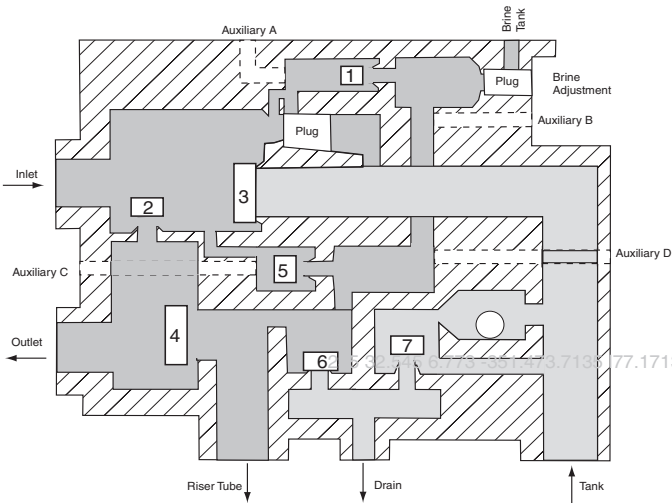 Auxiliary A
Brine
Tank
1
Plug
Brine
Adjustment
Plug
Auxiliary B
Inlet
3
2
Auxiliary D
Auxiliary C
5
4
Outlet
7
6
Riser Tube
Drain
Tank